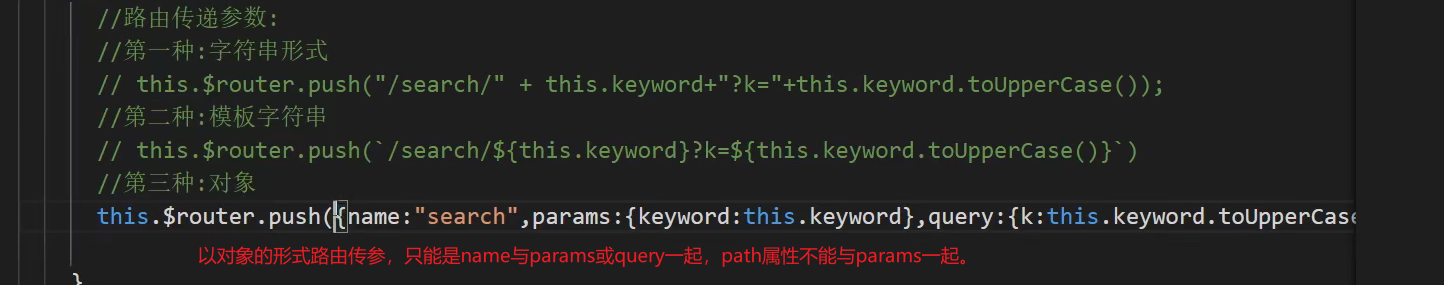 //路由传递参数:
//第一种:字符串形式
// this.$router.push("/search/" + this.keyword+"?k="+this.keyword.toUpperCase());
//第二种:模板字符串
// this.$router.push(`/search/${this.keyword}?k=${this.keyword.toUpperCase()}`)
//第三种:对象
this.$router.push({name:"search",params:{keyword:this.keyword},query:{k:this.keyword.toUpperCase
以对象的形式路由传参，只能是name与params或query一起，path属性不能与params一起。
}